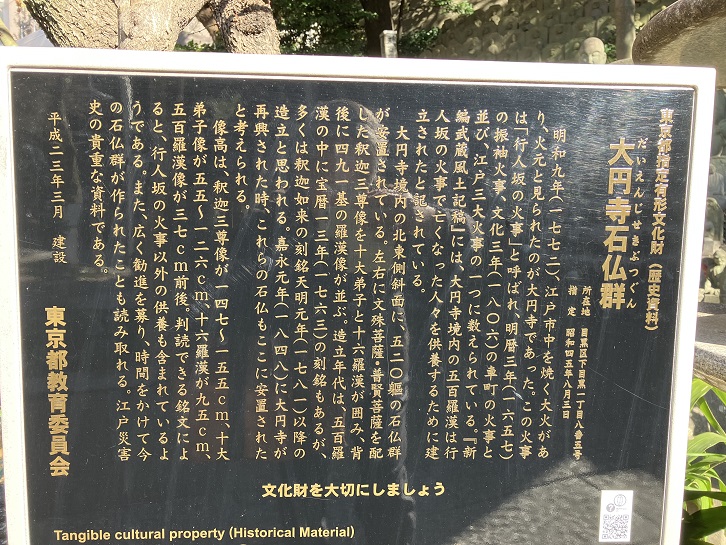 東京都指定有形文化財（歴史資料）
だいえんじせきぶつぐん
大円寺石仏群
所在地　目黒区下目黒一丁目八番五号
指定　昭和四五年八月三日
明和九年（一七七二）、江戸市中を焼く大火があ
り、火元と見られたのが大円寺であった。この火事
は「行人坂の火事」と呼ばれ、明暦三年（一六五七）
の振袖火事、文化三年（一八〇六）の車町の火事と
並び、江戸三大火事の一つに数えられている。『新
編武蔵風土記稿』には、大円寺境内の五百羅漢は行
人坂の火事で亡くなった人々を供養するために建
立されたと記されている。
大円寺境内の北東側斜面に、五二〇軀の石仏群
が安置されている。左右に文殊菩薩・普賢菩薩を配
した釈迦三尊像を十大弟子と十六羅漢が囲み、背
後に四九一基の羅漢像が並ぶ。造立年代は、五百羅
漢の中に宝暦一三年（一七六三）の刻銘もあるが、
多くは釈迦如来の刻銘天明元年（一七八一）以降の
造立と思われる。嘉永元年（一八四八）に大円寺が
再興された時、これらの石仏もここに安置された
と考えられる。
像高は、釈迦三尊像が一四七～一五五ｃｍ、十大
弟子像が五五～一二六ｃｍ、十六羅漢が九五ｃｍ、
五百羅漢像が三七ｃｍ前後。判読できる銘文によ
ると、行人坂の火事以外の供養も含まれているよ
うである。また、広く勧進を募り、時間をかけて今
の石仏群が作られたことも読み取れる。江戸災害
史の貴重な資料である。
平成二三年三月　建設
東京都教育委員会
文化財を大切にしましょう
Tangible cultural property (Historical Material)